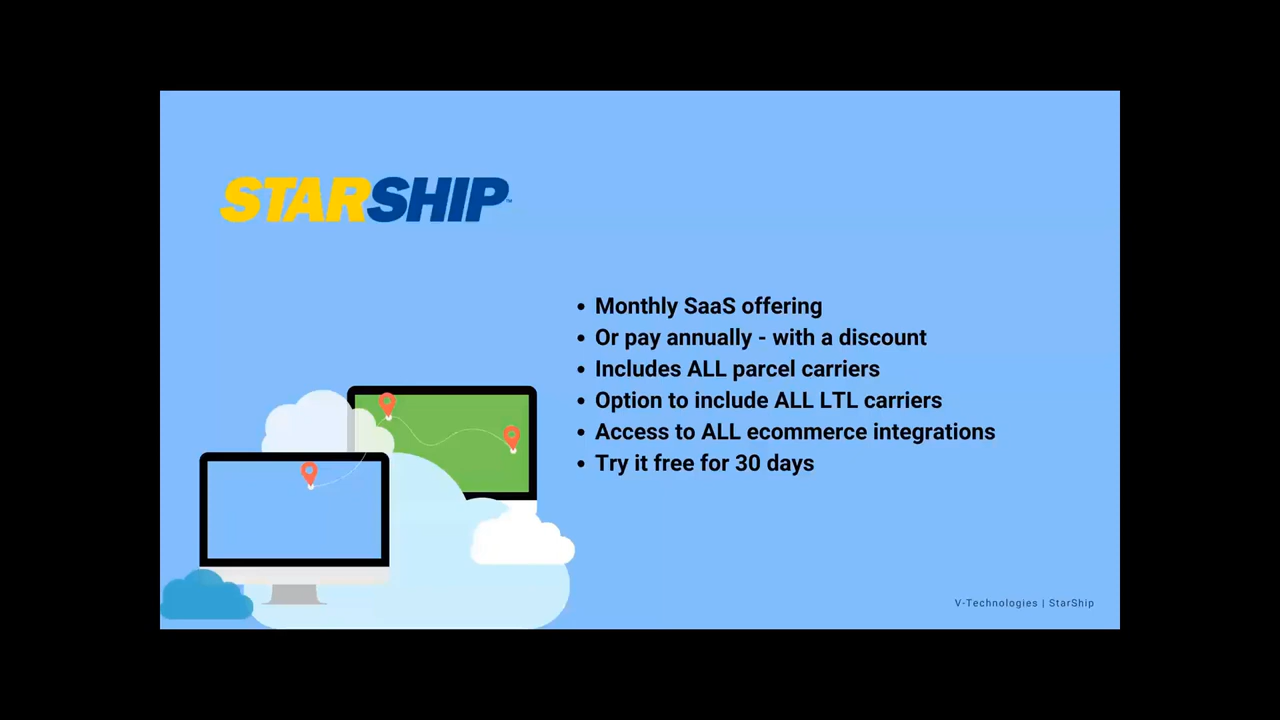 STARSHIP™
• Monthly SaaS offering
• Or pay annually - with a discount
• Includes ALL parcel carriers
• Option to include ALL LTL carriers
• Access to ALL ecommerce integrations
• Try it free for 30 days
V-Technologies | StarShip